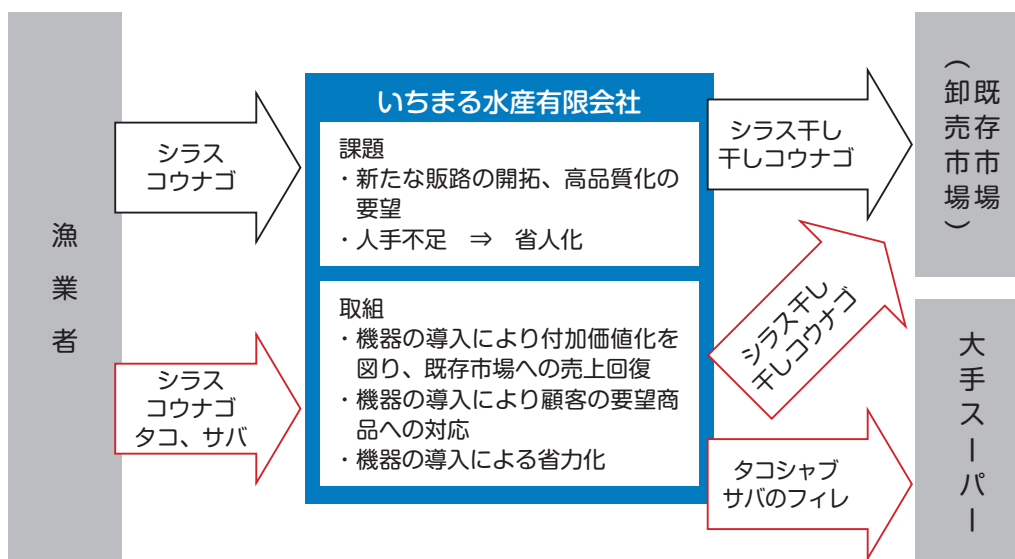 漁業者
シラス
コウナゴ
シラス
コウナゴ
タコ、サバ
いちまる水産有限会社
課題
・新たな販路の開拓、高品質化の
要望
・人手不足 ⇒ 省人化
取組
・機器の導入により付加価値化を
図り、既存市場への売上回復
・機器の導入により顧客の要望商
品への対応
・機器の導入による省力化
シラス干し
干しコウナゴ
シラス干し
干しコウナゴ
タコシャブ
サバのフィレ
既存市場
（卸売市場）
大手スーパー